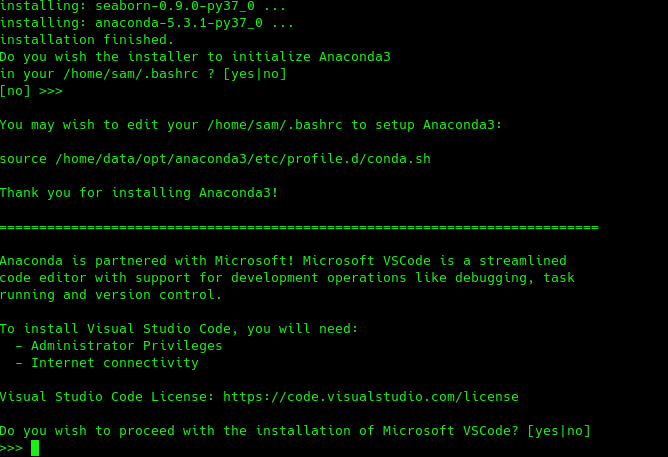 installing: seaborn-0.9.0-py37_0 ...
installing: anaconda-5.3.1-py37_0 ...
installation finished.
Do you wish the installer to initialize Anaconda3
in your /home/sam/.bashrc ? [yes|no]
[no] >>>
You may wish to edit your /home/sam/.bashrc to setup Anaconda3:
source /home/data/opt/anaconda3/etc/profile.d/conda.sh
Thank you for installing Anaconda3!
===========================================================================
Anaconda is partnered with Microsoft! Microsoft VSCode is a streamlined
code editor with support for development operations like debugging, task
running and version control.
To install Visual Studio Code, you will need:
  - Administrator Privileges
  - Internet connectivity
Visual Studio Code License: https://code.visualstudio.com/license
Do you wish to proceed with the installation of Microsoft VSCode? [yes|no]
>>>